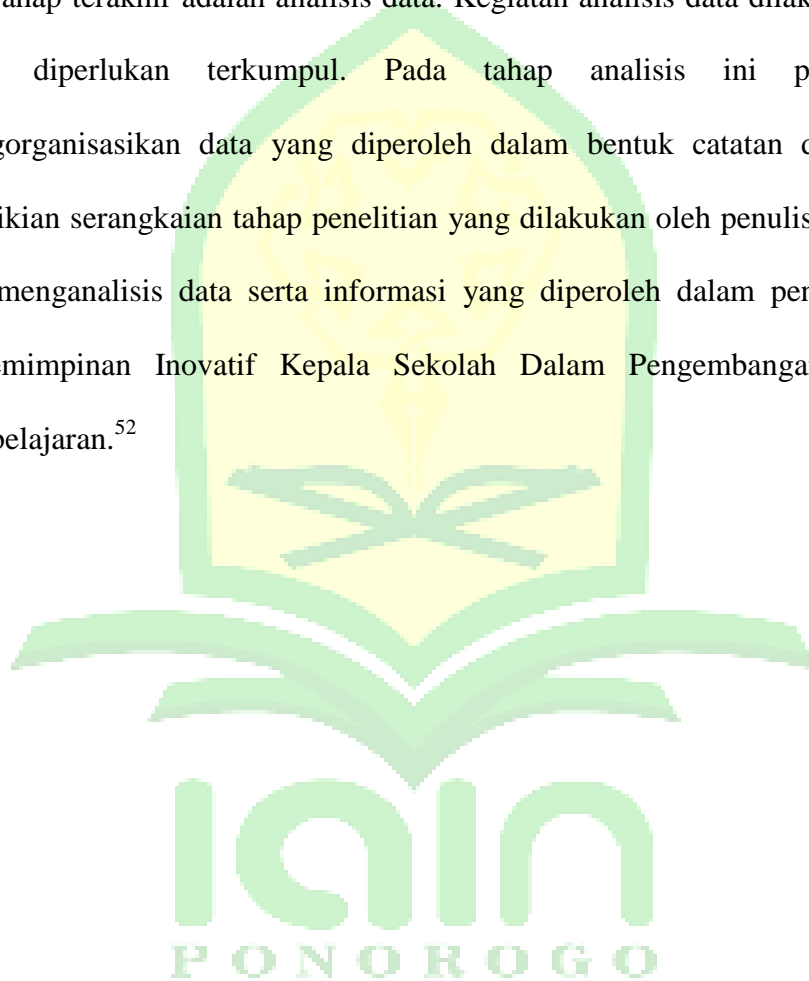 ahap terakhir adalah analisis data. Kegiatan analisis data dilak
diperlukan terkumpul. Pada tahap analisis ini p
gorganisasikan data yang diperoleh dalam bentuk catatan d
ikian serangkaian tahap penelitian yang dilakukan oleh penulis
menganalisis data serta informasi yang diperoleh dalam pen
emimpinan Inovatif Kepala Sekolah Dalam Pengembangan
belajaran.52
iain
PONOROGO